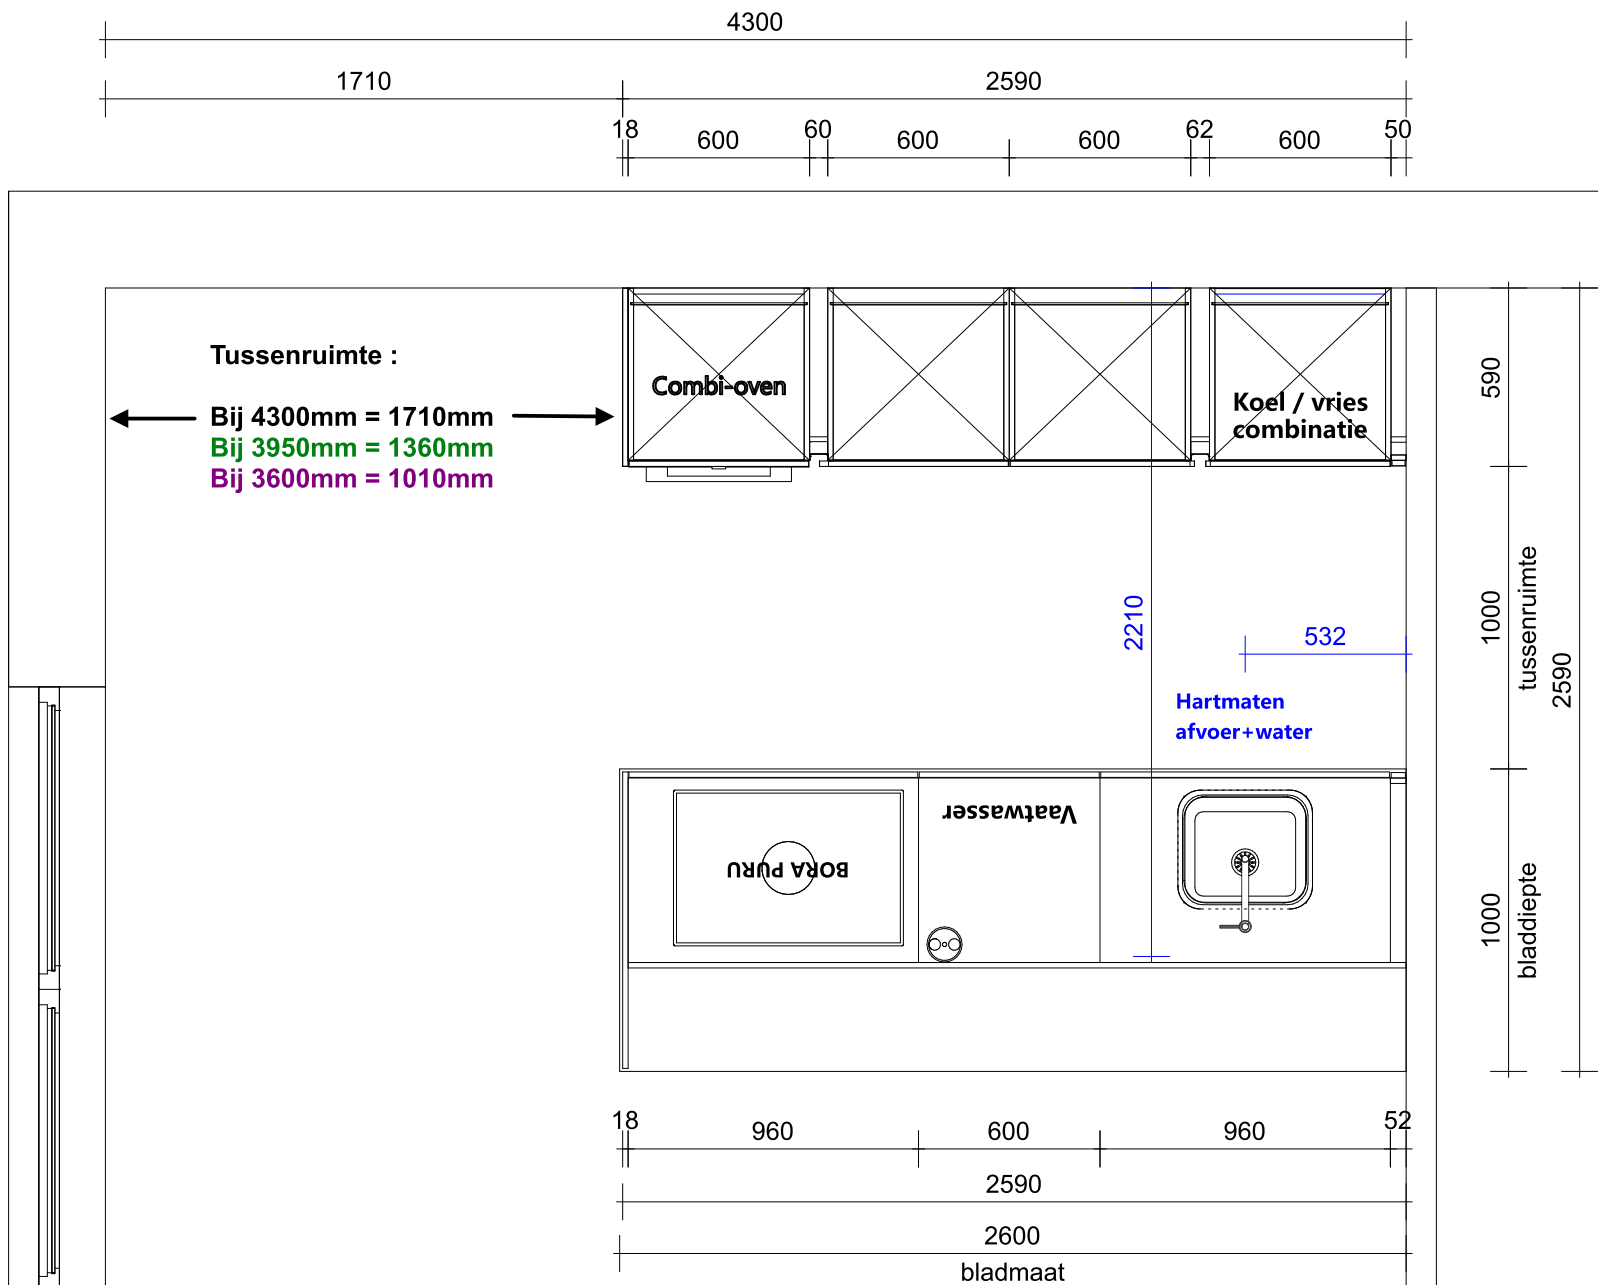 4300
1710
2590
18
600
60
600
600
62
600
50
Tussenruimte :
Bij 4300mm = 1710mm
Bij 3950mm = 1360mm
Bij 3600mm = 1010mm
Combi-oven
Koel / vries
combinatie
590
1000
tussenruimte
2590
2210
532
Hartmaten
afvoer+water
BORA PURU
Vaatwasser
1000
bladdiepte
18
960
600
960
52
2590
2600
bladmaat